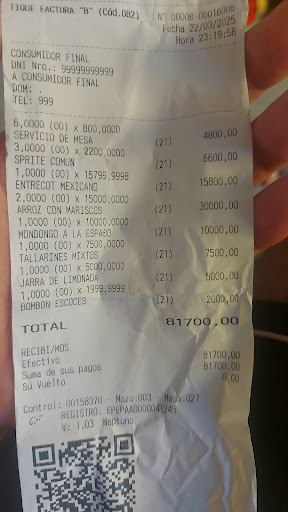 TIQUE FACTURA "B" (Cód.082)
N° 00008-00016006
Fecha 22/03/2025
Hora 23:19:58
CONSUMIDOR FINAL
DNI Nro.: 99999999999
A CONSUMIDOR FINAL
DOM: .
TEL: 999
6,0000 (00) x 800,0000
SERVICIO DE MESA (21) 4800,00
3,0000 (00) x 2200,0000
SPRITE COMUN (21) 6600,00
1,0000 (00) x 15799,9998
ENTRECOT MEXICANO (21) 15800,00
2,0000 (00) x 15000,0000
ARROZ CON MARISCOS (21) 30000,00
1,0000 (00) x 10000,0000
MONDONGO A LA ESPAÐO (21) 10000,00
1,0000 (00) x 7500,0000
TALLARINES MIXTOS (21) 7500,00
1,0000 (00) x 5000,0000
JARRA DE LIMONADA (21) 5000,00
1,0000 (00) x 1999,9999
BOMBON ESCOCES (21) 2000,00
TOTAL 81700,00
RECIBI/MOS
Efectivo 81700,00
Suma de sus pagos 81700,00
Su Vuelto 0,00
Control: 00158370 - Mozo:003 - Mesa:027
CF REGISTRO: EPEPAA0000041245
V: 1.03 Neptuno